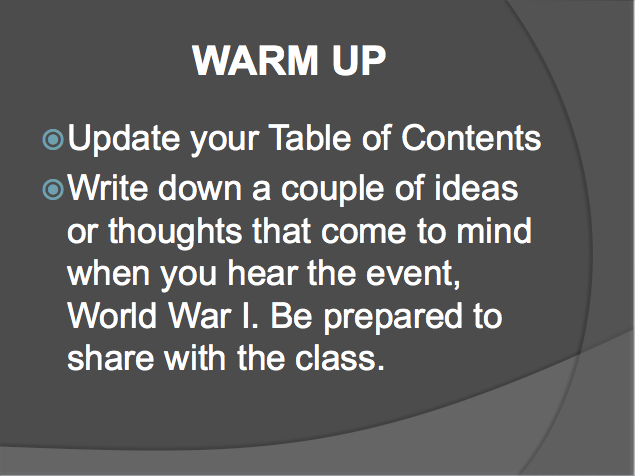 WARM UP
Update your Table of Contents
Write down a couple of ideas
or thoughts that come to mind
when you hear the event,
World War I. Be prepared to
share with the class.